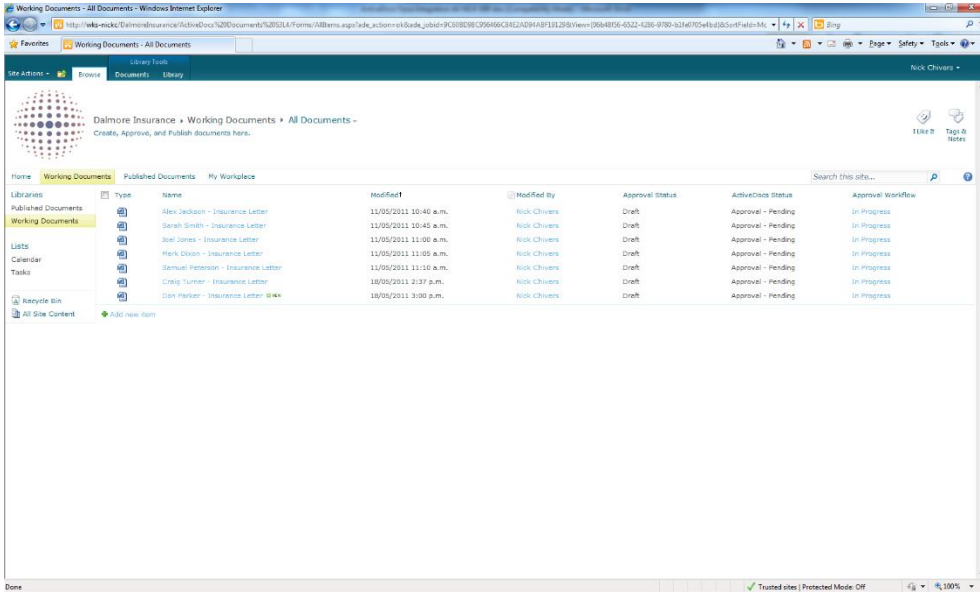 Working Documents - All Documents - Windows Internet Explorer
Bing
Favorites Working Documents - All Documents Page Safety Tools
Library Tools
Site Actions Browse Documents Library Nick Chivers
Dalmore Insurance Working Documents All Documents
Create, Approve, and Publish documents here.
I Like It Tags & Notes
Home Working Documents Published Documents My Workplace Search this site...
Libraries
Published Documents
Working Documents
Lists
Calendar
Tasks
Recycle Bin
All Site Content
Type Name Modified Modified By Approval Status ActiveDocs Status Approval Workflow
Alex Jackson - Insurance Letter 11/05/2011 10:40 a.m. Nick Chivers Draft Approval - Pending In Progress
Sarah Smith - Insurance Letter 11/05/2011 10:45 a.m. Nick Chivers Draft Approval - Pending In Progress
Joel Jones - Insurance Letter 11/05/2011 11:00 a.m. Nick Chivers Draft Approval - Pending In Progress
Mark Dixon - Insurance Letter 11/05/2011 11:05 a.m. Nick Chivers Draft Approval - Pending In Progress
Samuel Peterson - Insurance Letter 11/05/2011 11:10 a.m. Nick Chivers Draft Approval - Pending In Progress
Craig Turner - Insurance Letter 18/05/2011 2:37 p.m. Nick Chivers Draft Approval - Pending In Progress
Dan Parker - Insurance Letter NEW 18/05/2011 3:00 p.m. Nick Chivers Draft Approval - Pending In Progress
Add new item
Done Trusted sites | Protected Mode: Off 100%